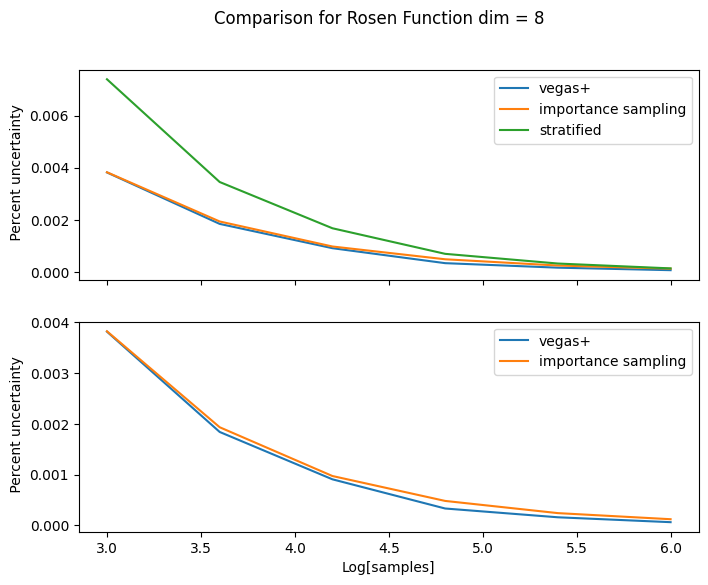 Comparison for Rosen Function dim = 8
Percent uncertainty
0.006
0.004
0.002
0.000
vegas+
importance sampling
stratified
Percent uncertainty
0.004
0.003
0.002
0.001
0.000
vegas+
importance sampling
3.0 3.5 4.0 4.5 5.0 5.5 6.0
Log[samples]